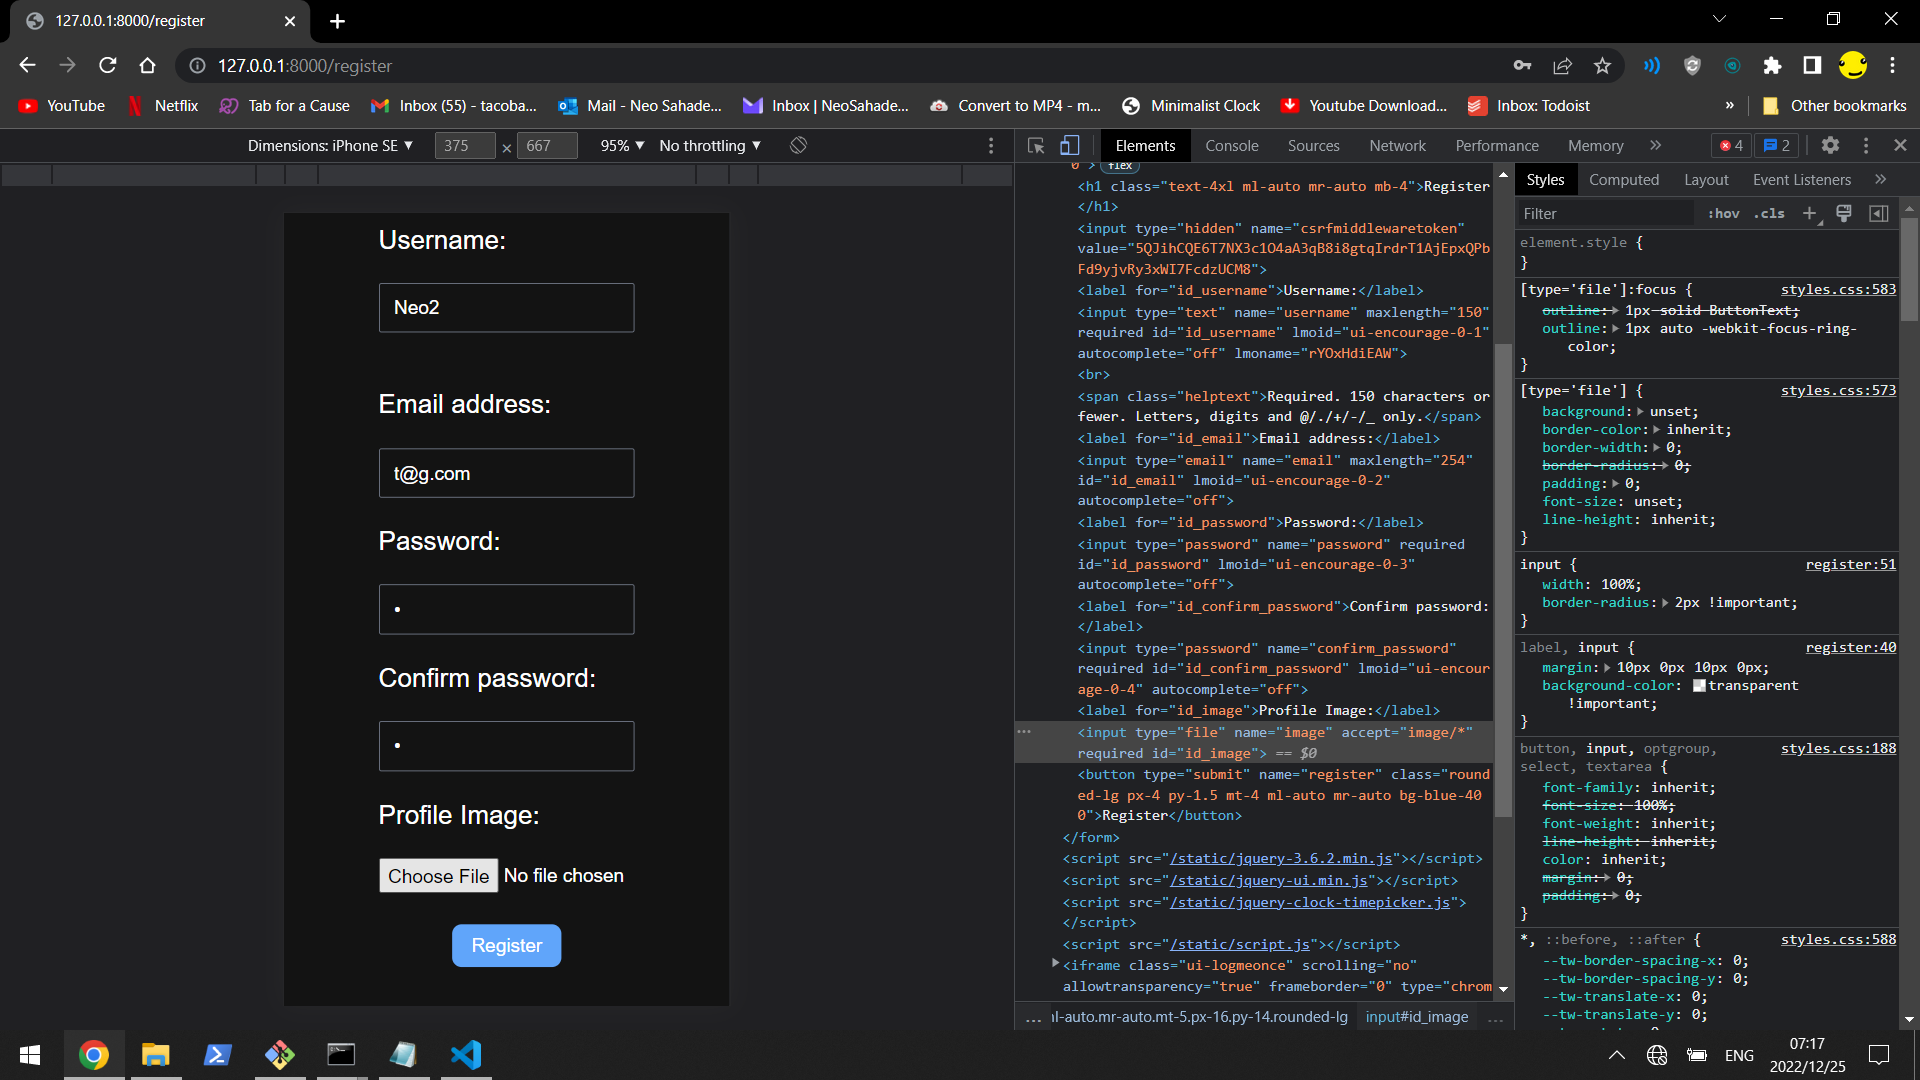 127.0.0.1:8000/register
127.0.0.1:8000/register
YouTube Netflix Tab for a Cause Inbox (55) - tacoba... Mail - Neo Sahade... Inbox | NeoSahade... Convert to MP4 - m... Minimalist Clock Youtube Download... Inbox: Todoist » Other bookmarks
Dimensions: iPhone SE ▼ 375 × 667 95% ▼ No throttling ▼
Username:
Neo2
Email address:
t@g.com
Password:
•
Confirm password:
•
Profile Image:
Choose File No file chosen
Register
Elements Console Sources Network Performance Memory » 4 2
flex
<h1 class="text-4xl ml-auto mr-auto mb-4">Register
</h1>
<input type="hidden" name="csrfmiddlewaretoken"
value="5QJihCQE6T7NX3c1O4aA3qB8i8gtqIrdrT1AjEpxQPb
Fd9yjvRy3xWI7FcdzUCM8">
<label for="id_username">Username:</label>
<input type="text" name="username" maxlength="150"
required id="id_username" lmoid="ui-encourage-0-1"
autocomplete="off" lmoname="rYOxHdiEAW">
<br>
<span class="helptext">Required. 150 characters or
fewer. Letters, digits and @/./+/-/_ only.</span>
<label for="id_email">Email address:</label>
<input type="email" name="email" maxlength="254"
id="id_email" lmoid="ui-encourage-0-2"
autocomplete="off">
<label for="id_password">Password:</label>
<input type="password" name="password" required
id="id_password" lmoid="ui-encourage-0-3"
autocomplete="off">
<label for="id_confirm_password">Confirm password:
</label>
<input type="password" name="confirm_password"
required id="id_confirm_password" lmoid="ui-encour
age-0-4" autocomplete="off">
<label for="id_image">Profile Image:</label>
<input type="file" name="image" accept="image/*"
required id="id_image"> == $0
<button type="submit" name="register" class="round
ed-lg px-4 py-1.5 mt-4 ml-auto mr-auto bg-blue-40
0">Register</button>
</form>
<script src="/static/jquery-3.6.2.min.js"></script>
<script src="/static/jquery-ui.min.js"></script>
<script src="/static/jquery-clock-timepicker.js">
</script>
<script src="/static/script.js"></script>
<iframe class="ui-logmeonce" scrolling="no"
allowtransparency="true" frameborder="0" type="chrom
... nl-auto.mr-auto.mt-5.px-16.py-14.rounded-lg input#id_image ...
Styles Computed Layout Event Listeners »
Filter :hov .cls +
element.style {
}
[type='file']:focus { styles.css:583
outline: 1px solid ButtonText;
outline: 1px auto -webkit-focus-ring-
color;
}
[type='file'] { styles.css:573
background: unset;
border-color: inherit;
border-width: 0;
border-radius: 0;
padding: 0;
font-size: unset;
line-height: inherit;
}
input { register:51
width: 100%;
border-radius: 2px !important;
}
label, input { register:40
margin: 10px 0px 10px 0px;
background-color: transparent
!important;
}
button, input, optgroup, styles.css:188
select, textarea {
font-family: inherit;
font-size: 100%;
font-weight: inherit;
line-height: inherit;
color: inherit;
margin: 0;
padding: 0;
}
*, ::before, ::after { styles.css:588
--tw-border-spacing-x: 0;
--tw-border-spacing-y: 0;
--tw-translate-x: 0;
--tw-translate-y: 0;
ENG
07:17
2022/12/25